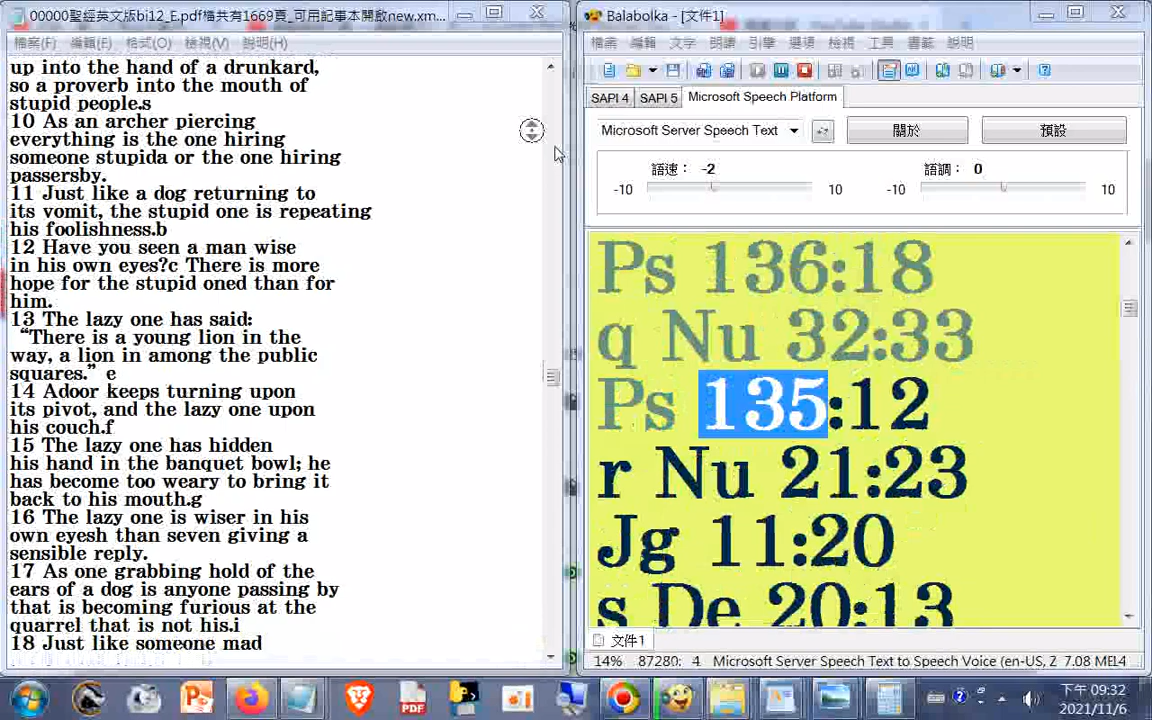 00000聖經英文版bi12_E.pdf檔共有1669頁_可用記事本開啟new.xm...
檔案(F) 編輯(E) 格式(O) 檢視(V) 說明(H)
up into the hand of a drunkard,
so a proverb into the mouth of
stupid people.s
10 As an archer piercing
everything is the one hiring
someone stupida or the one hiring
passersby.
11 Just like a dog returning to
its vomit, the stupid one is repeating
his foolishness.b
12 Have you seen a man wise
in his own eyes?c There is more
hope for the stupid oned than for
him.
13 The lazy one has said:
“There is a young lion in the
way, a lion in among the public
squares.” e
14 Adoor keeps turning upon
its pivot, and the lazy one upon
his couch.f
15 The lazy one has hidden
his hand in the banquet bowl; he
has become too weary to bring it
back to his mouth.g
16 The lazy one is wiser in his
own eyesh than seven giving a
sensible reply.
17 As one grabbing hold of the
ears of a dog is anyone passing by
that is becoming furious at the
quarrel that is not his.i
18 Just like someone mad
Balabolka - [文件1]
檔案 編輯 文字 朗讀 引擎 選項 檢視 工具 書籤 說明
SAPI 4 SAPI 5 Microsoft Speech Platform
Microsoft Server Speech Text 關於 預設
語速： -2 語調： 0
-10 10 -10 10
Ps 136:18
q Nu 32:33
Ps 135:12
r Nu 21:23
Jg 11:20
s De 20:13
文件1
14% 87280: 4 Microsoft Server Speech Text to Speech Voice (en-US, 2 7.08 MEL4
下午 09:32
2021/11/6